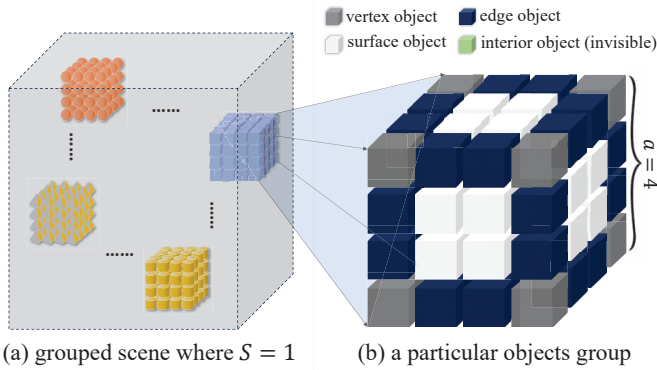 vertex object edge object
surface object interior object (invisible)
...... 
a = 4
......
(a) grouped scene where S = 1 (b) a particular objects group